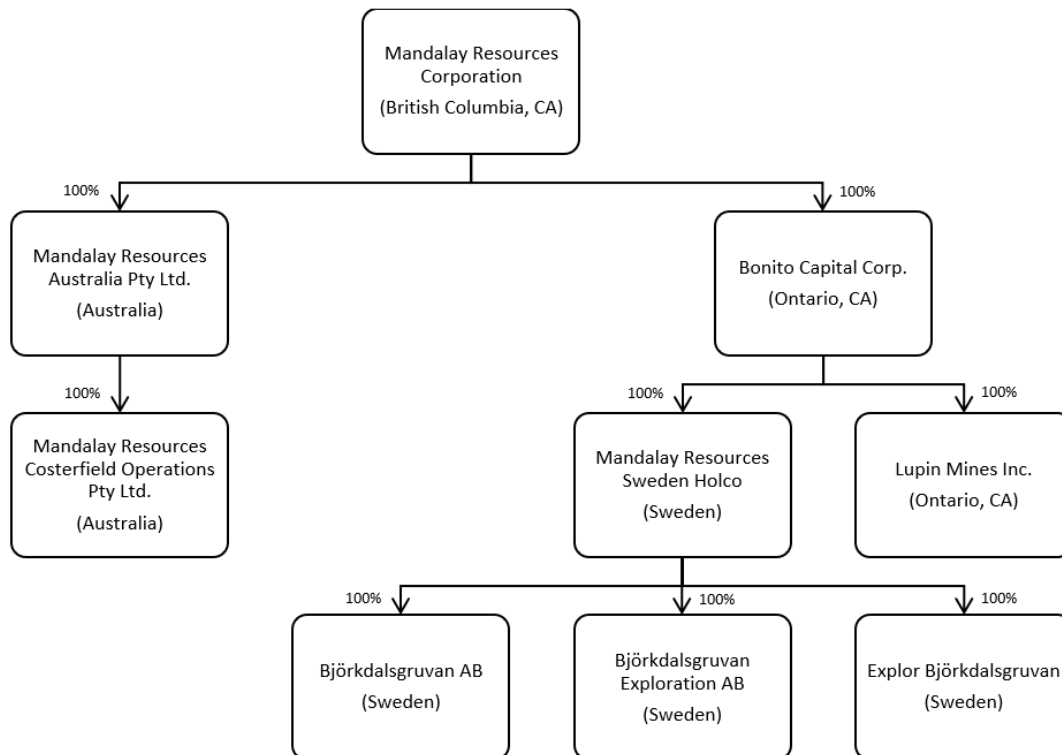 Mandalay Resources
Corporation
(British Columbia, CA)
100%
100%
Mandalay Resources
Australia Pty Ltd.
(Australia)
Bonito Capital Corp.
(Ontario, CA)
100%
100%
100%
Mandalay Resources
Costerfield Operations
Pty Ltd.
(Australia)
Mandalay Resources
Sweden Holco
(Sweden)
Lupin Mines Inc.
(Ontario, CA)
100%
100%
100%
Björkdalsgruvan AB
(Sweden)
Björkdalsgruvan
Exploration AB
(Sweden)
Explor Björkdalsgruvan
(Sweden)